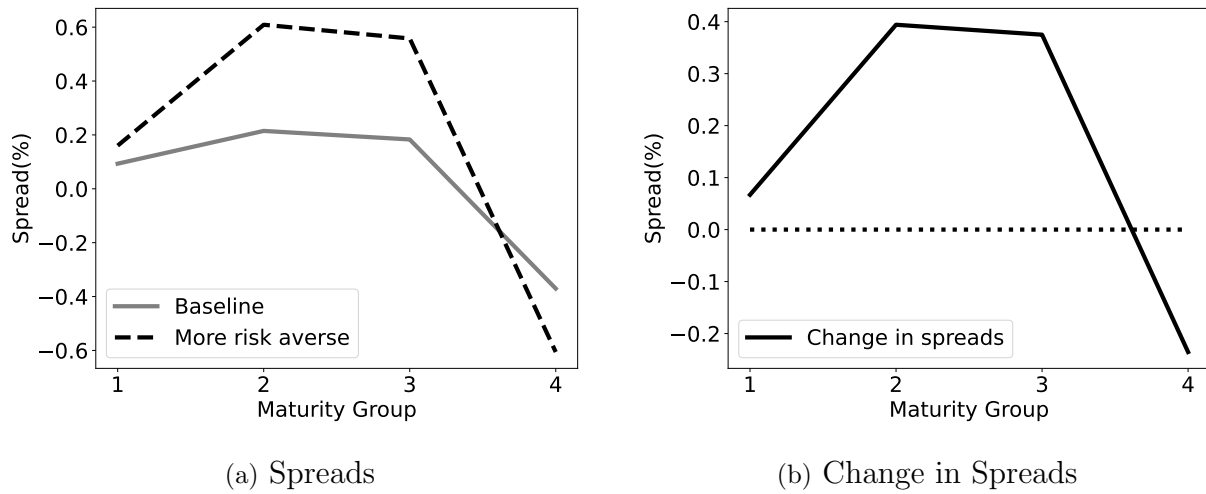 0.6
0.4
0.2
0.0
−0.2
−0.4
−0.6
Spread(%)
Baseline
More risk averse
1 2 3 4
Maturity Group
(a) Spreads
0.4
0.3
0.2
0.1
0.0
−0.1
−0.2
Spread(%)
Change in spreads
1 2 3 4
Maturity Group
(b) Change in Spreads